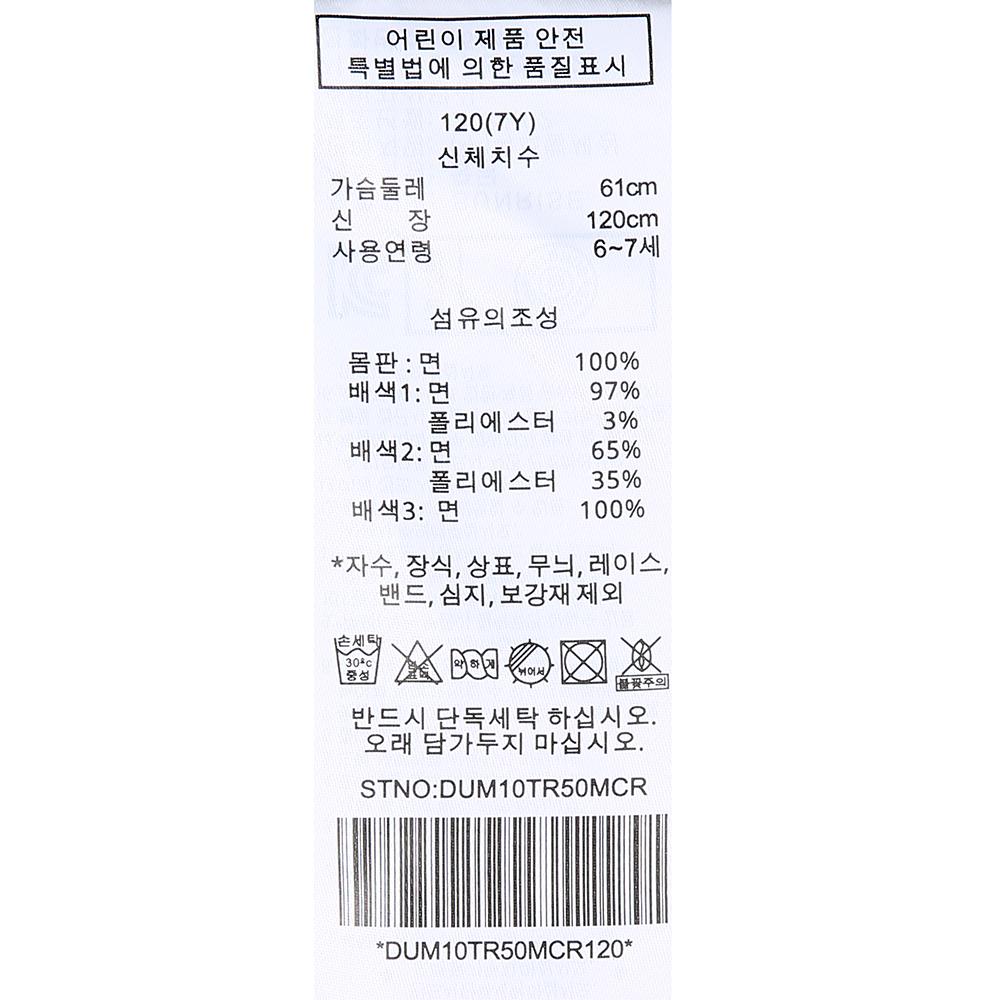 어린이 제품 안전
특별법에 의한 품질표시
120(7Y)
신체치수
가슴둘레 61cm
신 장 120cm
사용연령 6~7세
섬유의조성
몸판 : 면 100%
배색1: 면 97%
폴리에스터 3%
배색2: 면 65%
폴리에스터 35%
배색3: 면 100%
*자수, 장식, 상표, 무늬, 레이스,
밴드, 심지, 보강재 제외
손세탁
30°c
중성
염소
표백
약하게
뉘어서
불꽃주의
반드시 단독세탁 하십시오.
오래 담가두지 마십시오.
STNO:DUM10TR50MCR
*DUM10TR50MCR120*